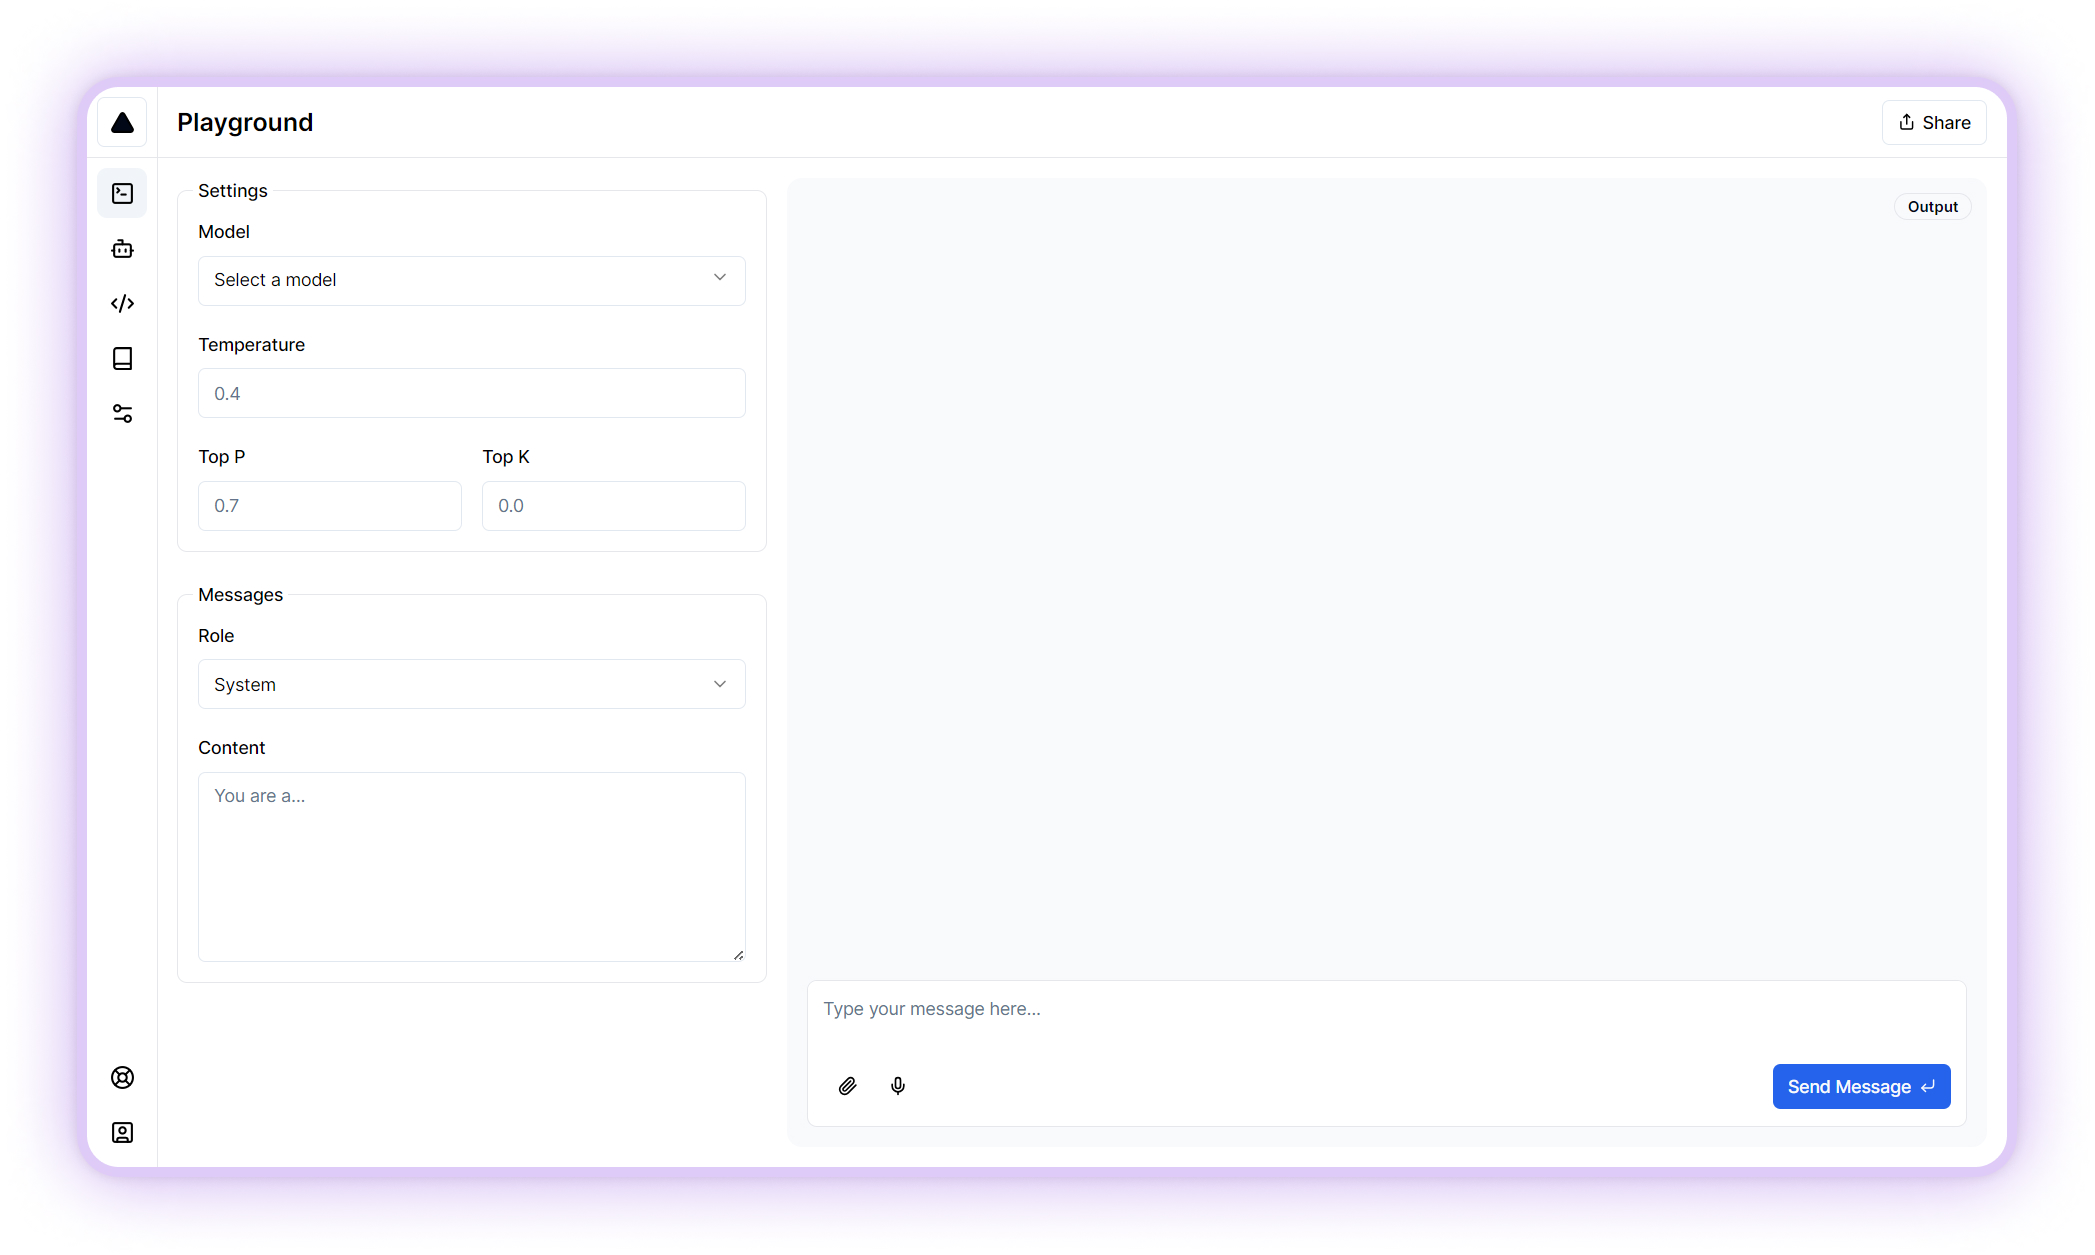 Playground
Share
Settings
Model
Select a model
Temperature
0.4
Top P
Top K
0.7
0.0
Messages
Role
System
Content
You are a...
Output
Type your message here...
Send Message